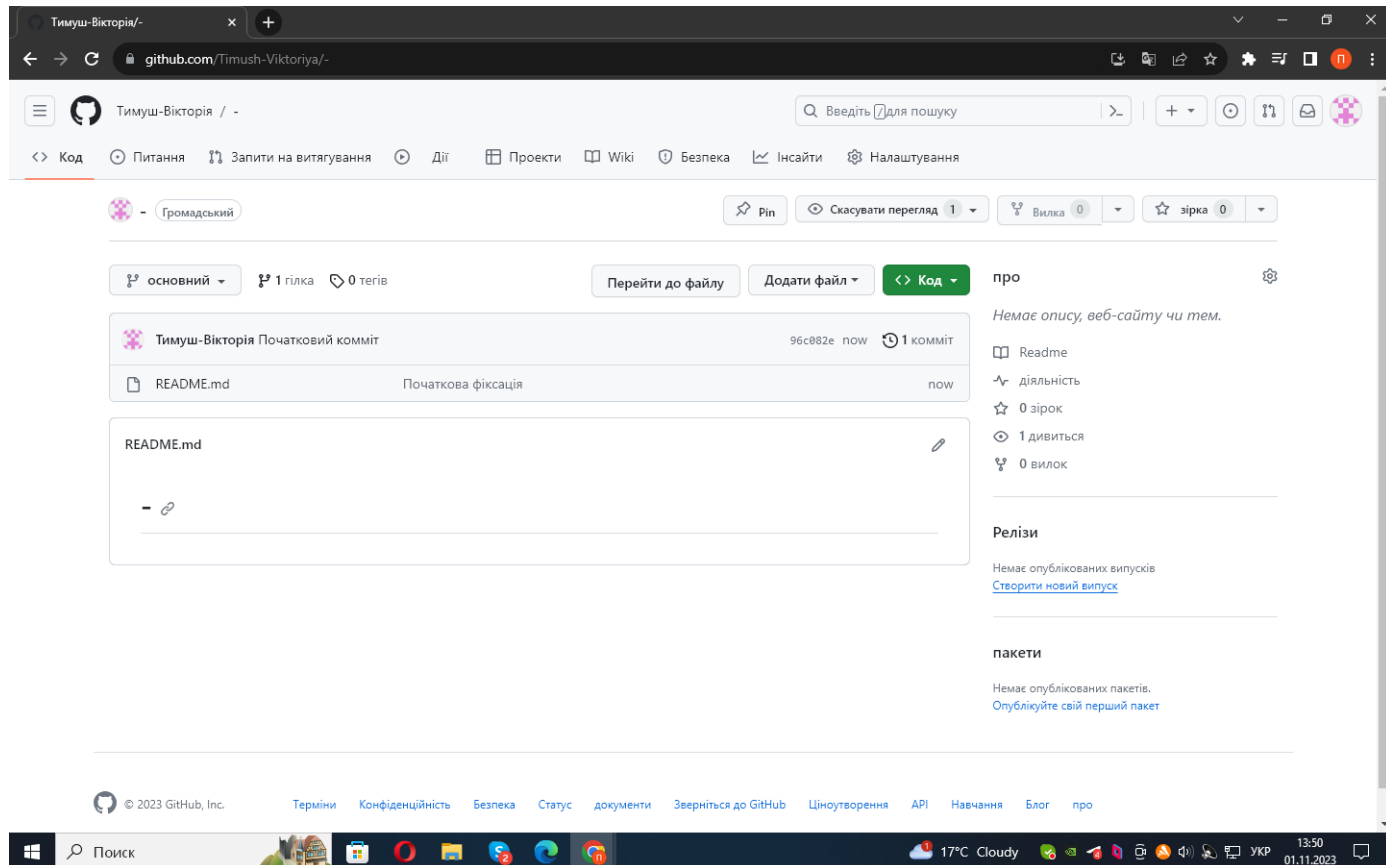 Тимуш-Вікторія/-
github.com/Timush-Viktoriya/-
П
Тимуш-Вікторія / -
Введіть / для пошуку
Код Питання Запити на витягування Дії Проекти Wiki Безпека Інсайти Налаштування
- Громадський Pin Скасувати перегляд 1 Вилка 0 зірка 0
основний 1 гілка 0 тегів Перейти до файлу Додати файл Код
Тимуш-Вікторія Початковий комміт 96c082e now 1 комміт
README.md Початкова фіксація now
README.md
-
про
Немає опису, веб-сайту чи тем.
Readme
діяльність
0 зірок
1 дивиться
0 вилок
Релізи
Немає опублікованих випусків
Створити новий випуск
пакети
Немає опублікованих пакетів.
Опублікуйте свій перший пакет
© 2023 GitHub, Inc. Терміни Конфіденційність Безпека Статус документи Зверніться до GitHub Ціноутворення API Навчання Блог про
Поиск 17°C Cloudy УКР 13:50
01.11.2023